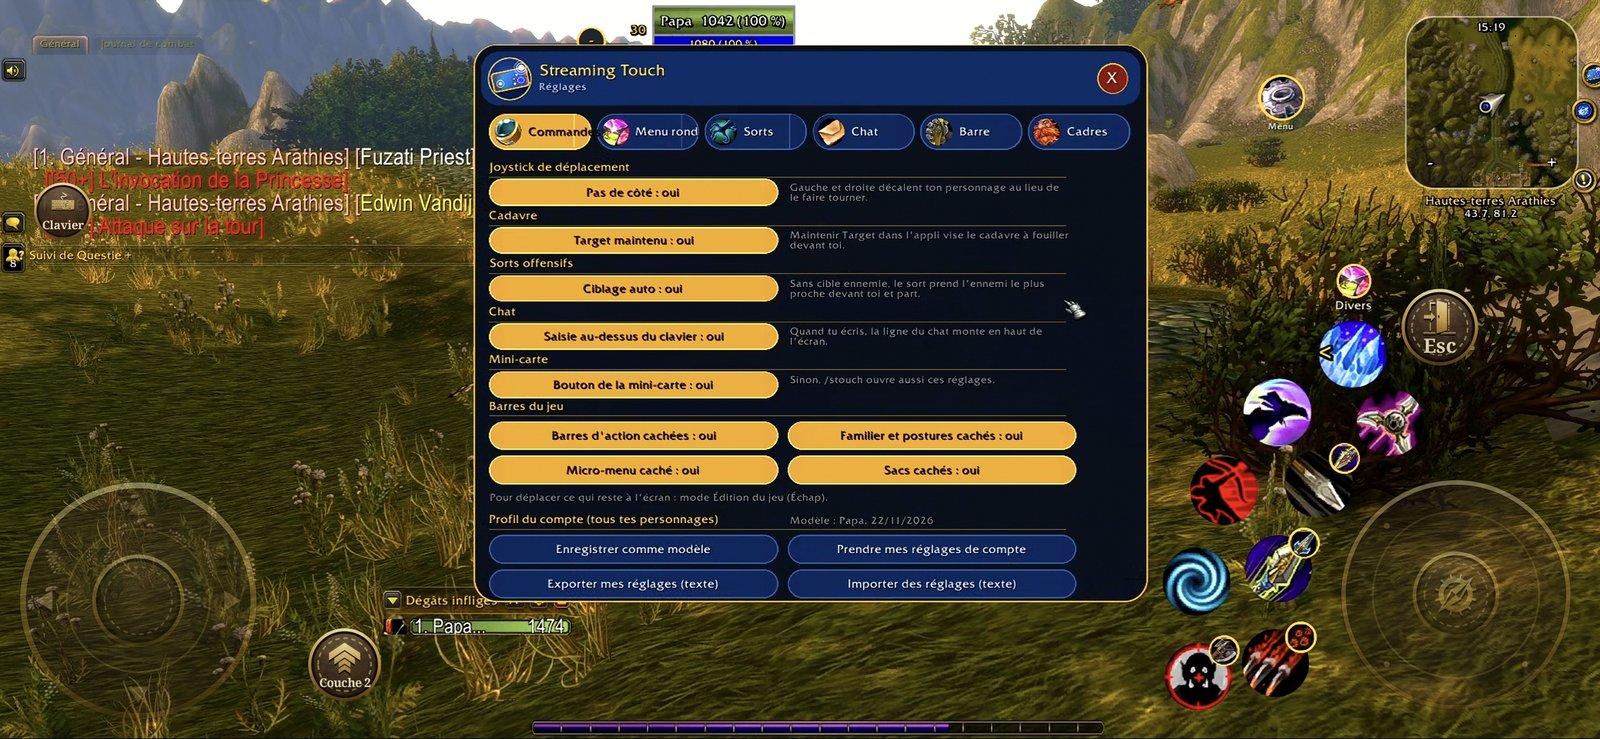 Papa 1042 (100 %)
30
1080 (100 %)
Général
Journal de combat
15:19
Streaming Touch
Réglages
X
Menu
Commande
Menu rond
Sorts
Chat
Barre
Cadres
[1. Général - Hautes-terres Arathies] [Fuzati Priest]
[[50+] L'invocation de la Princesse]
néral - Hautes-terres Arathies] [Edwin Vandij
Attaque sur la tour]
Clavier
Suivi de Questie +
8
Joystick de déplacement
Pas de côté : oui
Gauche et droite décalent ton personnage au lieu de
le faire tourner.
Cadavre
Target maintenu : oui
Maintenir Target dans l'appli vise le cadavre à fouiller
devant toi.
Sorts offensifs
Ciblage auto : oui
Sans cible ennemie, le sort prend l'ennemi le plus
proche devant toi et part.
Chat
Saisie au-dessus du clavier : oui
Quand tu écris, la ligne du chat monte en haut de
l'écran.
Mini-carte
Bouton de la mini-carte : oui
Sinon, /stouch ouvre aussi ces réglages.
Barres du jeu
Barres d'action cachées : oui
Familier et postures cachés : oui
Micro-menu caché : oui
Sacs cachés : oui
Pour déplacer ce qui reste à l'écran : mode Édition du jeu (Échap).
Profil du compte (tous tes personnages)
Modèle : Papa, 22/11/2026
Enregistrer comme modèle
Prendre mes réglages de compte
Exporter mes réglages (texte)
Importer des réglages (texte)
Hautes-terres Arathies
43.7, 81.2
Divers
Esc
Dégâts infligés
1. Papa... 1474
Couche 2